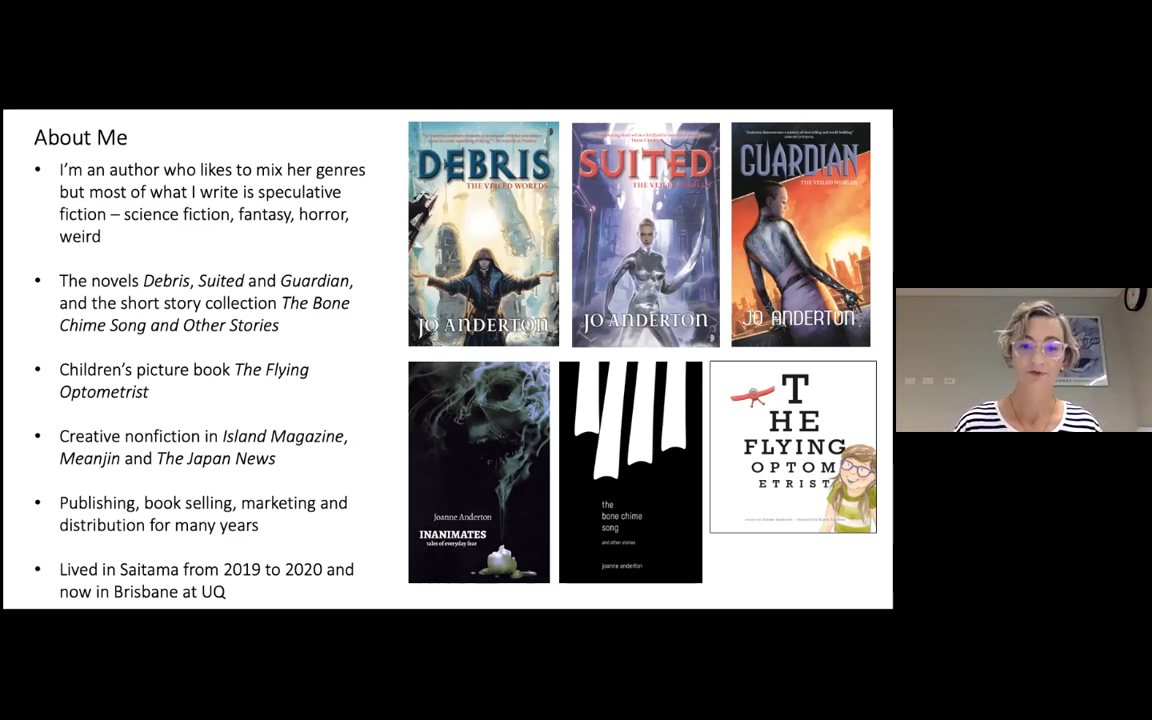 About Me
• I'm an author who likes to mix her genres
but most of what I write is speculative
fiction – science fiction, fantasy, horror,
weird
• The novels Debris, Suited and Guardian,
and the short story collection The Bone
Chime Song and Other Stories
• Children's picture book The Flying
Optometrist
• Creative nonfiction in Island Magazine,
Meanjin and The Japan News
• Publishing, book selling, marketing and
distribution for many years
• Lived in Saitama from 2019 to 2020 and
now in Brisbane at UQ
DEBRIS
THE VEILED WORLDS
JO ANDERTON
SUITED
THE VEILED WORLDS
JO ANDERTON
GUARDIAN
THE VEILED WORLDS
JO ANDERTON
Joanne Anderton
INANIMATES
tales of everyday fear
the
bone chime
song
and other stories
joanne anderton
T
HE
FLYING
OPTOM
ETRIST